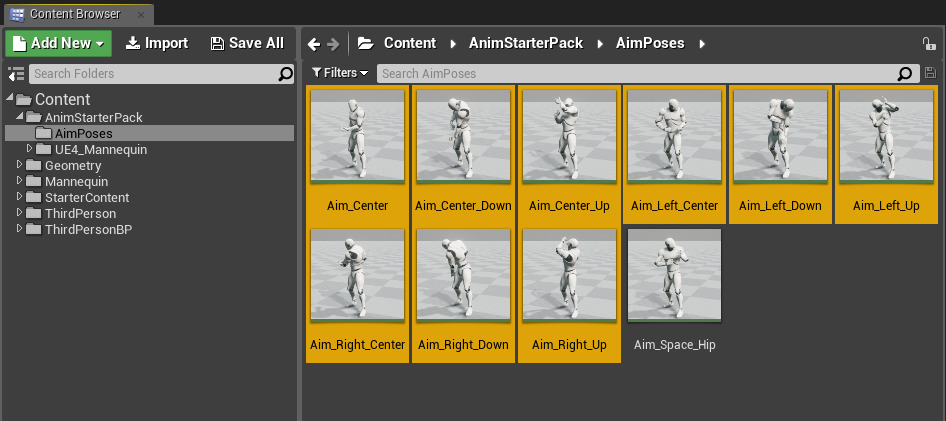 Content Browser
Add New Import Save All
Content AnimStarterPack AimPoses
Search Folders
Filters Search AimPoses
Content
AnimStarterPack
AimPoses
UE4_Mannequin
Geometry
Mannequin
StarterContent
ThirdPerson
ThirdPersonBP
Aim_Center Aim_Center_Down Aim_Center_Up Aim_Left_Center Aim_Left_Down Aim_Left_Up
Aim_Right_Center Aim_Right_Down Aim_Right_Up Aim_Space_Hip